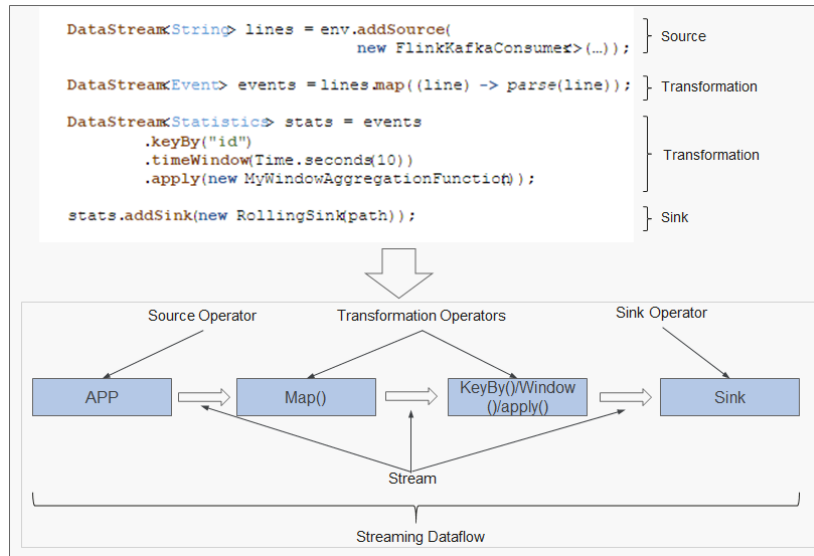 DataStream<String> lines = env.addSource(
new FlinkKafkaConsumer<>(…));
Source
DataStream<Event> events = lines.map((line) -> parse(line));
Transformation
DataStream<Statistics> stats = events
.keyBy("id")
.timeWindow(Time.seconds(10))
.apply(new MyWindowAggregationFunction());
Transformation
stats.addSink(new RollingSink(path));
Sink
Source Operator
Transformation Operators
Sink Operator
APP
Map()
KeyBy()/Window
()/apply()
Sink
Stream
Streaming Dataflow